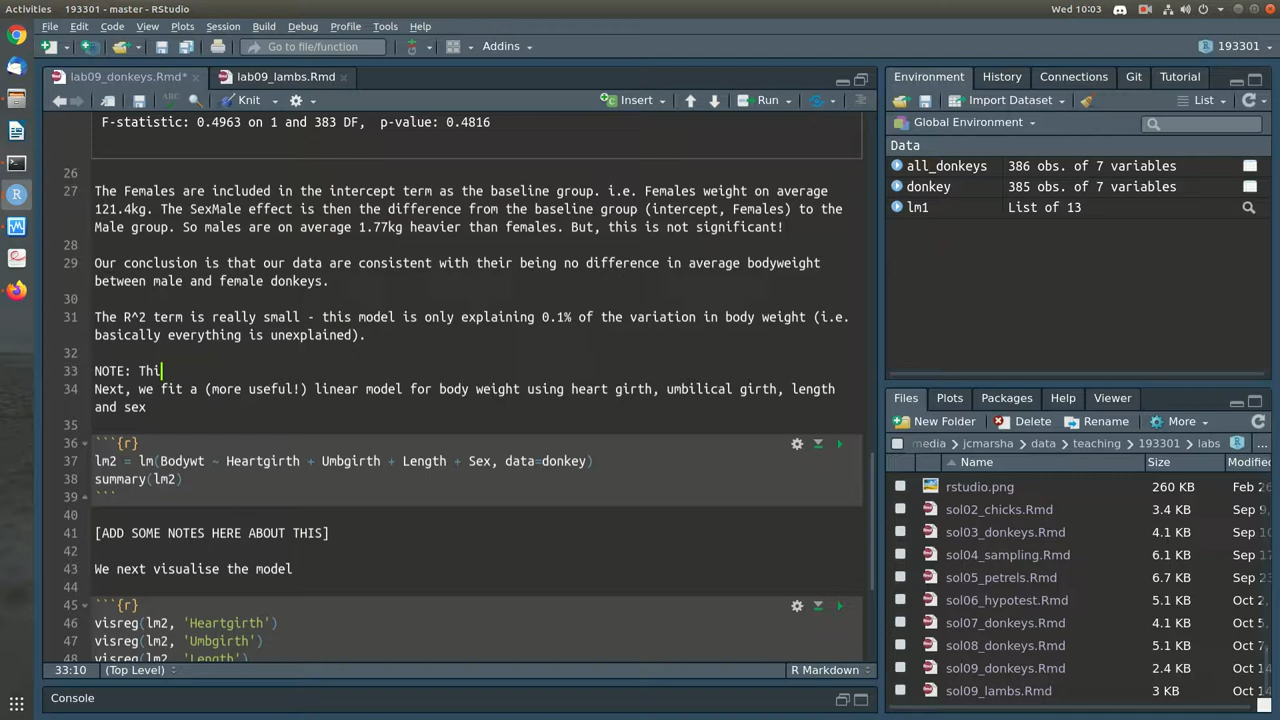 Activities 193301 - master - RStudio Wed 10:03
File Edit Code View Plots Session Build Debug Profile Tools Help
Go to file/function Addins 193301
lab09_donkeys.Rmd* lab09_lambs.Rmd
ABC Knit Insert Run
F-statistic: 0.4963 on 1 and 383 DF, p-value: 0.4816
26
27 The Females are included in the intercept term as the baseline group. i.e. Females weight on average
121.4kg. The SexMale effect is then the difference from the baseline group (intercept, Females) to the
Male group. So males are on average 1.77kg heavier than females. But, this is not significant!
28
29 Our conclusion is that our data are consistent with their being no difference in average bodyweight
between male and female donkeys.
30
31 The R^2 term is really small - this model is only explaining 0.1% of the variation in body weight (i.e.
basically everything is unexplained).
32
33 NOTE: Thi
34 Next, we fit a (more useful!) linear model for body weight using heart girth, umbilical girth, length
and sex
35
36 ```{r}
37 lm2 = lm(Bodywt ~ Heartgirth + Umbgirth + Length + Sex, data=donkey)
38 summary(lm2)
39 ```
40
41 [ADD SOME NOTES HERE ABOUT THIS]
42
43 We next visualise the model
44
45 ```{r}
46 visreg(lm2, 'Heartgirth')
47 visreg(lm2, 'Umbgirth')
48 visreg(lm2, 'Length')
33:10 (Top Level) R Markdown
Console
Environment History Connections Git Tutorial
Import Dataset List
Global Environment
Data
all_donkeys 386 obs. of 7 variables
donkey 385 obs. of 7 variables
lm1 List of 13
Files Plots Packages Help Viewer
New Folder Delete Rename More
media jcmarsha data teaching 193301 labs
Name Size Modified
rstudio.png 260 KB Feb 26
sol02_chicks.Rmd 3.4 KB Sep 9,
sol03_donkeys.Rmd 4.1 KB Sep
sol04_sampling.Rmd 6.1 KB Sep 17
sol05_petrels.Rmd 6.7 KB Sep 23
sol06_hypotest.Rmd 5.1 KB Oct 2,
sol07_donkeys.Rmd 4.1 KB Oct 5,
sol08_donkeys.Rmd 5.1 KB Oct 7,
sol09_donkeys.Rmd 2.4 KB Oct 14
sol09_lambs.Rmd 3 KB Oct 14